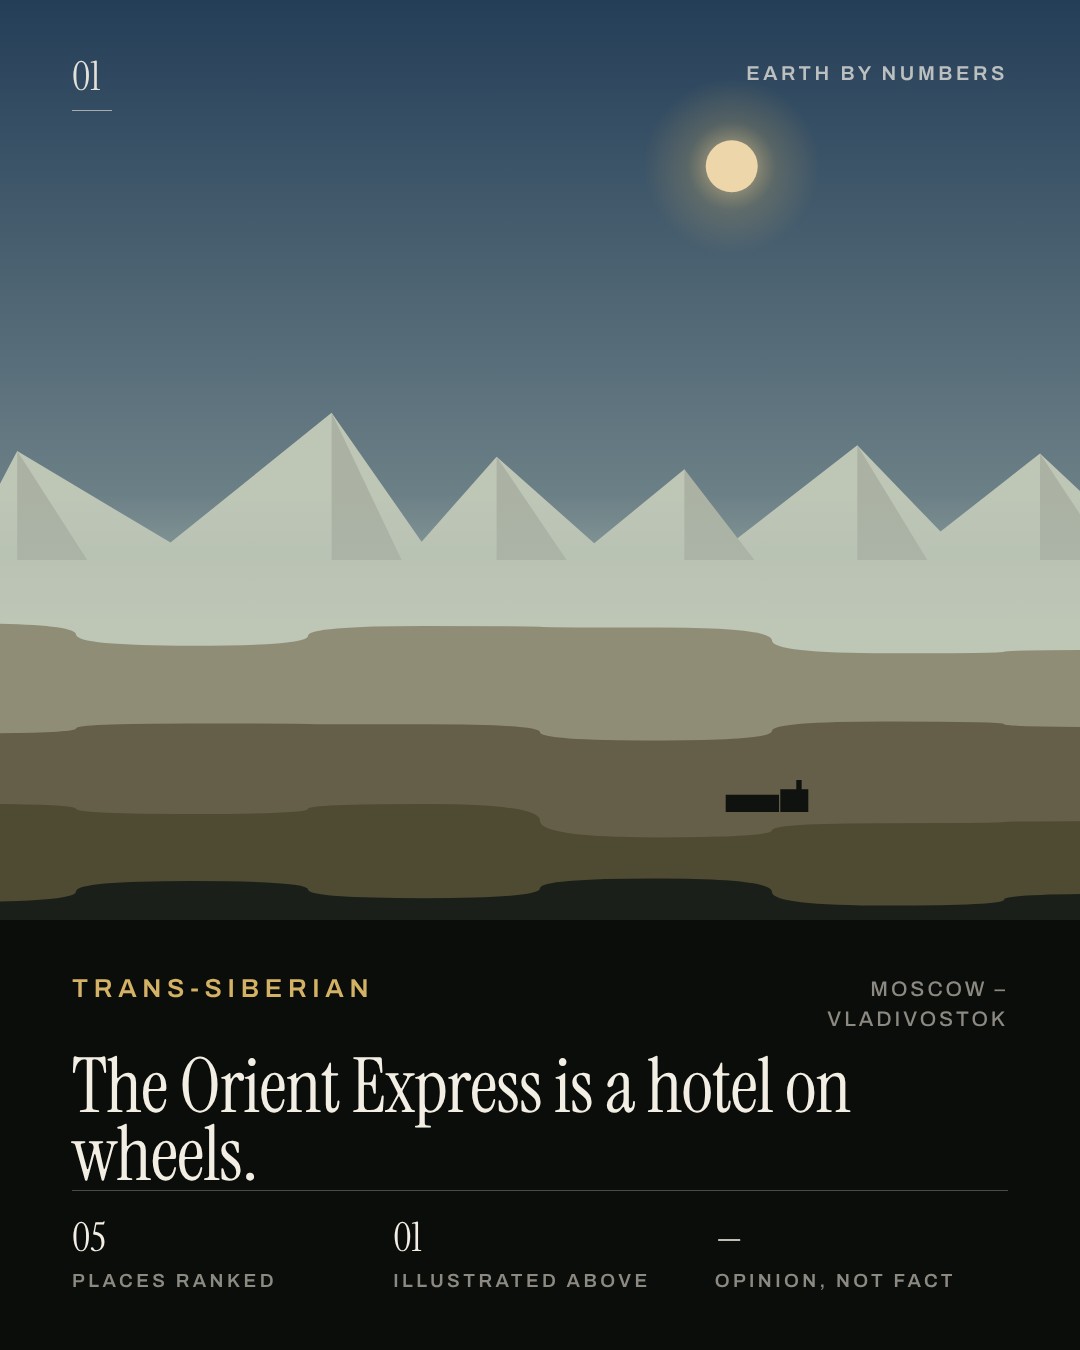 01
EARTH BY NUMBERS
TRANS-SIBERIAN
MOSCOW –
VLADIVOSTOK
The Orient Express is a hotel on
wheels.
05
PLACES RANKED
01
ILLUSTRATED ABOVE
–
OPINION, NOT FACT